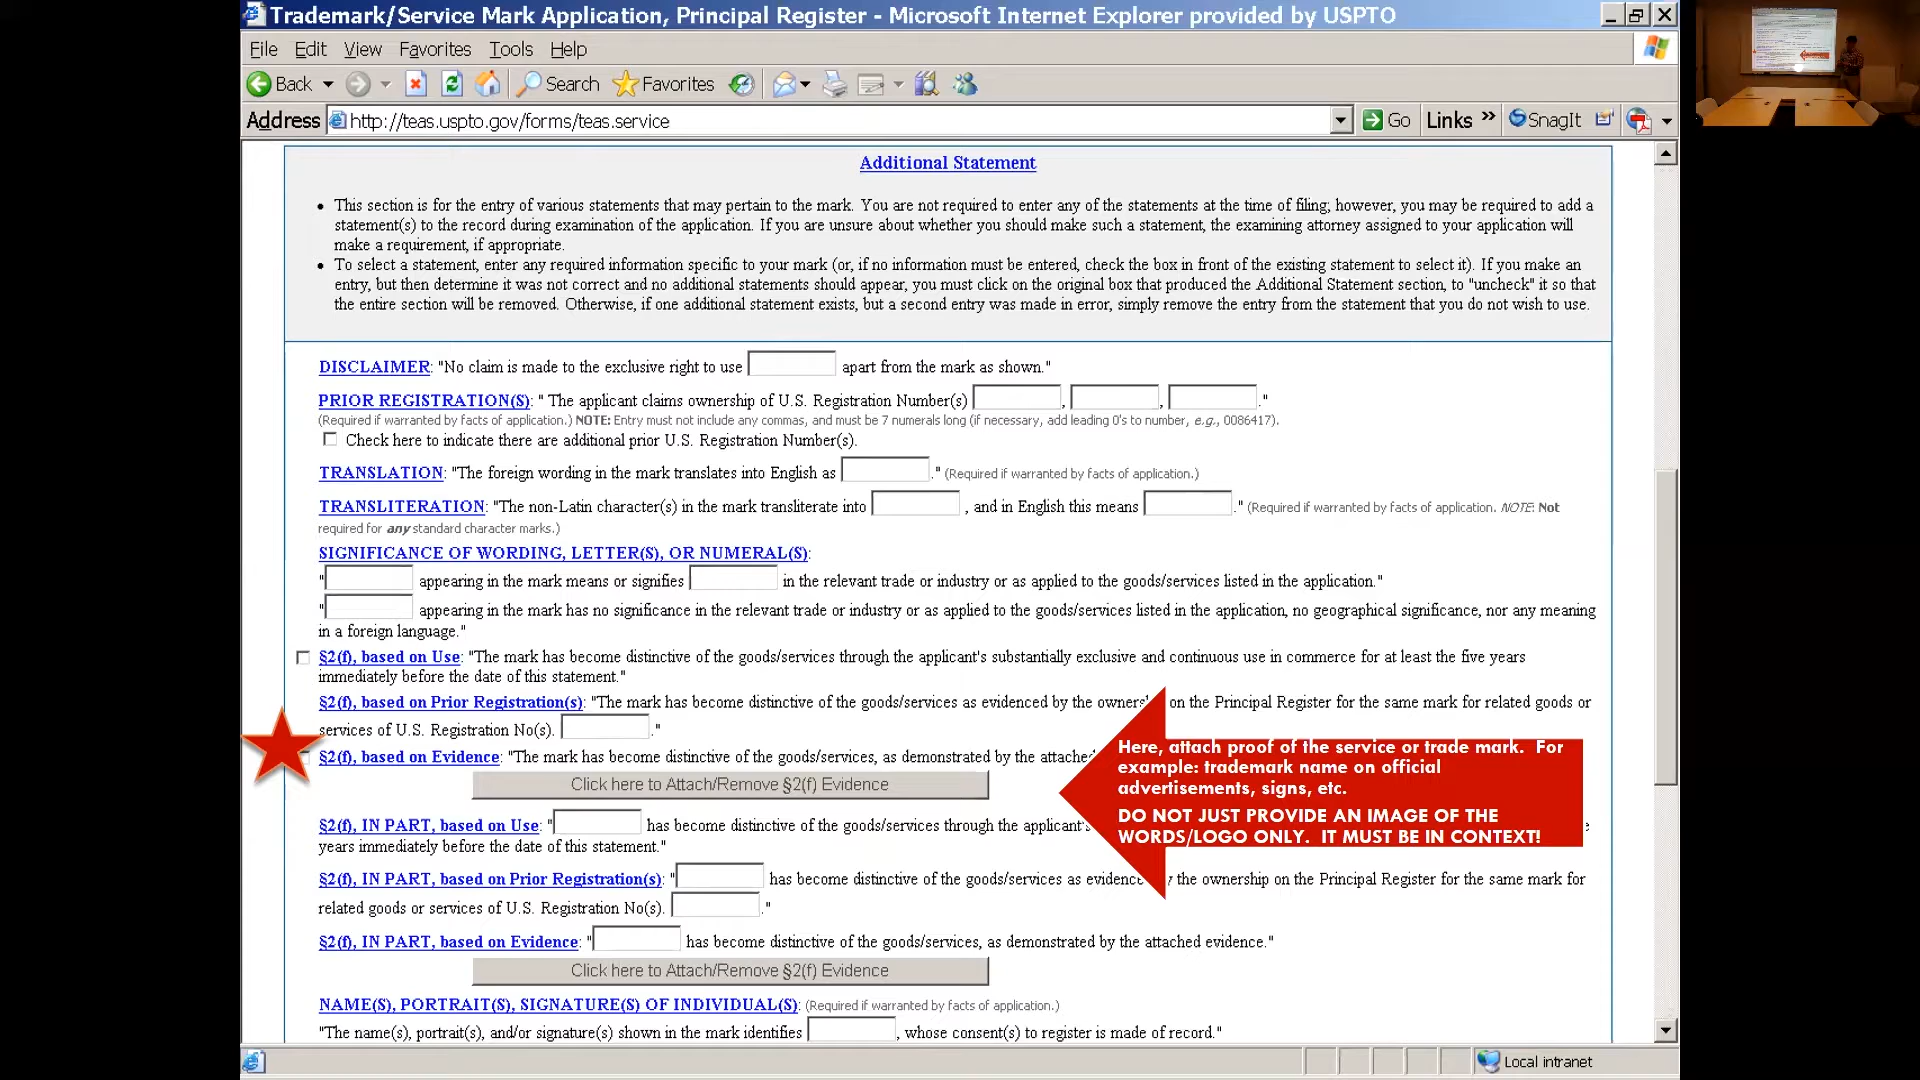 Trademark/Service Mark Application, Principal Register - Microsoft Internet Explorer provided by USPTO
File Edit View Favorites Tools Help
Back Search Favorites
Address http://teas.uspto.gov/forms/teas.service Go Links » SnagIt
Additional Statement
• This section is for the entry of various statements that may pertain to the mark. You are not required to enter any of the statements at the time of filing; however, you may be required to add a
statement(s) to the record during examination of the application. If you are unsure about whether you should make such a statement, the examining attorney assigned to your application will
make a requirement, if appropriate.
• To select a statement, enter any required information specific to your mark (or, if no information must be entered, check the box in front of the existing statement to select it). If you make an
entry, but then determine it was not correct and no additional statements should appear, you must click on the original box that produced the Additional Statement section, to "uncheck" it so that
the entire section will be removed. Otherwise, if one additional statement exists, but a second entry was made in error, simply remove the entry from the statement that you do not wish to use.
DISCLAIMER: "No claim is made to the exclusive right to use apart from the mark as shown."
PRIOR REGISTRATION(S): " The applicant claims ownership of U.S. Registration Number(s) , , ."
(Required if warranted by facts of application.) NOTE: Entry must not include any commas, and must be 7 numerals long (if necessary, add leading 0's to number, e.g., 0086417).
Check here to indicate there are additional prior U.S. Registration Number(s).
TRANSLATION: "The foreign wording in the mark translates into English as ." (Required if warranted by facts of application.)
TRANSLITERATION: "The non-Latin character(s) in the mark transliterate into , and in English this means ." (Required if warranted by facts of application. NOTE: Not
required for any standard character marks.)
SIGNIFICANCE OF WORDING, LETTER(S), OR NUMERAL(S):
" appearing in the mark means or signifies in the relevant trade or industry or as applied to the goods/services listed in the application."
" appearing in the mark has no significance in the relevant trade or industry or as applied to the goods/services listed in the application, no geographical significance, nor any meaning
in a foreign language."
§2(f), based on Use: "The mark has become distinctive of the goods/services through the applicant's substantially exclusive and continuous use in commerce for at least the five years
immediately before the date of this statement."
§2(f), based on Prior Registration(s): "The mark has become distinctive of the goods/services as evidenced by the on the Principal Register for the same mark for related goods or
services of U.S. Registration No(s). ."
§2(f), based on Evidence: "The mark has become distinctive of the goods/services, as demonstrated by the
Click here to Attach/Remove §2(f) Evidence
Here, attach proof of the service or trade mark. For
example: trademark name on official
advertisements, signs, etc.
DO NOT JUST PROVIDE AN IMAGE OF THE
WORDS/LOGO ONLY. IT MUST BE IN CONTEXT!
§2(f), IN PART, based on Use: " has become distinctive of the goods/services through the applicant's
years immediately before the date of this statement."
§2(f), IN PART, based on Prior Registration(s): " has become distinctive of the goods/services as the ownership on the Principal Register for the same mark for
related goods or services of U.S. Registration No(s). ."
§2(f), IN PART, based on Evidence: " has become distinctive of the goods/services, as demonstrated by the attached evidence."
Click here to Attach/Remove §2(f) Evidence
NAME(S), PORTRAIT(S), SIGNATURE(S) OF INDIVIDUAL(S): (Required if warranted by facts of application.)
"The name(s), portrait(s), and/or signature(s) shown in the mark identifies , whose consent(s) to register is made of record."
Local intranet